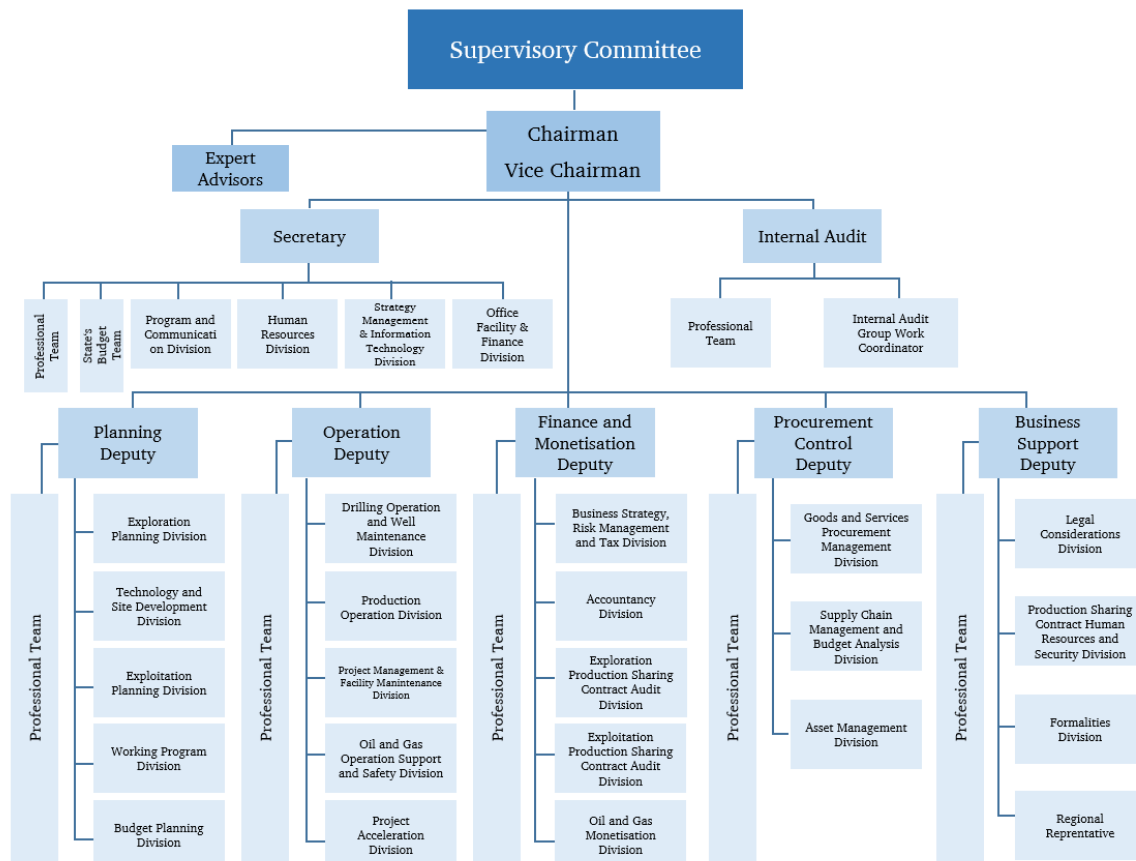 Supervisory Committee
Chairman
Vice Chairman
Expert
Advisors
Secretary
Internal Audit
Professional
Team
State's
Budget
Team
Program and
Communicati
on Division
Human
Resources
Division
Strategy
Management
& Information
Technology
Division
Office
Facility &
Finance
Division
Professional
Team
Internal Audit
Group Work
Coordinator
Planning
Deputy
Professional Team
Exploration
Planning Division
Technology and
Site Development
Division
Exploitation
Planning Division
Working Program
Division
Budget Planning
Division
Operation
Deputy
Professional Team
Drilling Operation
and Well
Maintenance
Division
Production
Operation Division
Project Management &
Facility Manintenance
Division
Oil and Gas
Operation Support
and Safety Division
Project
Acceleration
Division
Finance and
Monetisation
Deputy
Professional Team
Business Strategy,
Risk Management
and Tax Division
Accountancy
Division
Exploration
Production Sharing
Contract Audit
Division
Exploitation
Production Sharing
Contract Audit
Division
Oil and Gas
Monetisation
Division
Procurement
Control
Deputy
Professional Team
Goods and Services
Procurement
Management
Division
Supply Chain
Management and
Budget Analysis
Division
Asset Management
Division
Business
Support
Deputy
Professional Team
Legal
Considerations
Division
Production Sharing
Contract Human
Resources and
Security Division
Formalities
Division
Regional
Reprentative